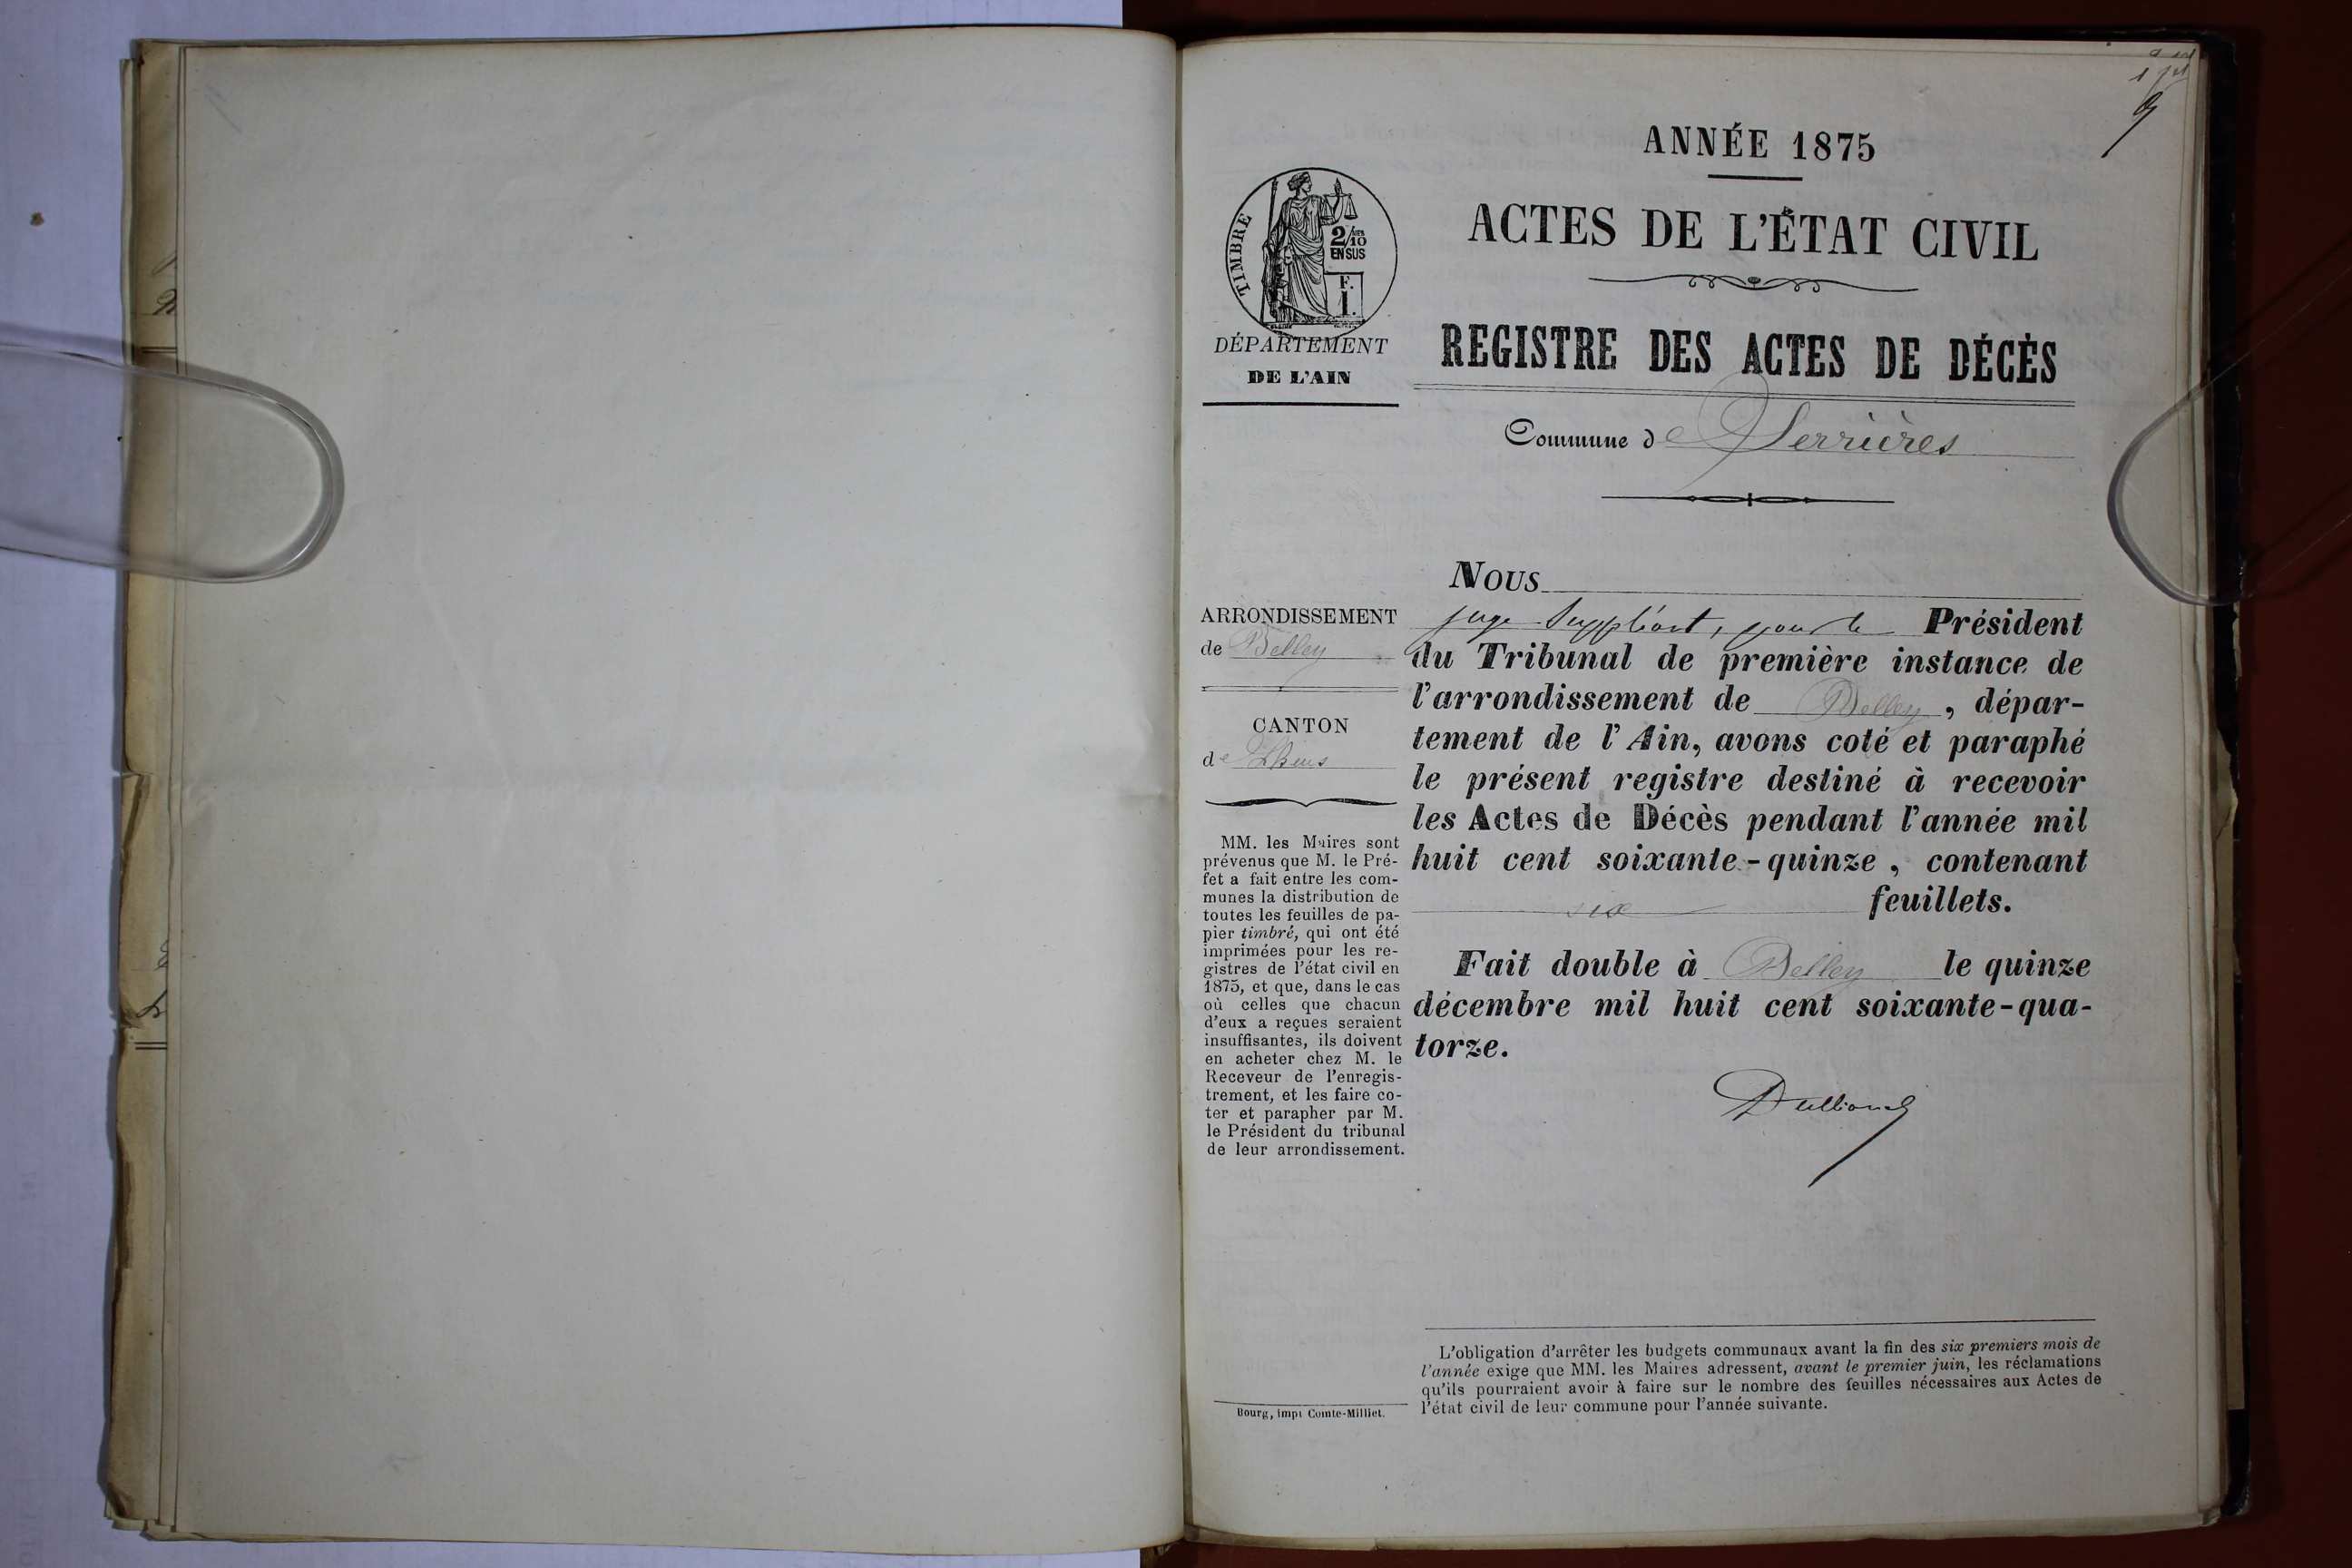 ANNÉE 1875
ACTES DE L'ÉTAT CIVIL
TIMBRE
2/10
EN SUS
F.
1.
DÉPARTEMENT
DE L'AIN
REGISTRE DES ACTES DE DÉCÈS
Commune de Serrières
ARRONDISSEMENT
de Belley
CANTON
de Lhuis
MM. les Maires sont
prévenus que M. le Pré-
fet a fait entre les com-
munes la distribution de
toutes les feuilles de pa-
pier timbré, qui ont été
imprimées pour les re-
gistres de l'état civil en
1875, et que, dans le cas
où celles que chacun
d'eux a reçues seraient
insuffisantes, ils doivent
en acheter chez M. le
Receveur de l'enregis-
trement, et les faire co-
ter et parapher par M.
le Président du tribunal
de leur arrondissement.
Nous
juge Suppléant, pour le Président
du Tribunal de première instance de
l'arrondissement de Belley, dépar-
tement de l'Ain, avons coté et paraphé
le présent registre destiné à recevoir
les Actes de Décès pendant l'année mil
huit cent soixante-quinze, contenant
six feuillets.
Fait double à Belley le quinze
décembre mil huit cent soixante-qua-
torze.
L'obligation d'arrêter les budgets communaux avant la fin des six premiers mois de
l'année exige que MM. les Maires adressent, avant le premier juin, les réclamations
qu'ils pourraient avoir à faire sur le nombre des feuilles nécessaires aux Actes de
l'état civil de leur commune pour l'année suivante.
Bourg, impr Comte-Milliet.